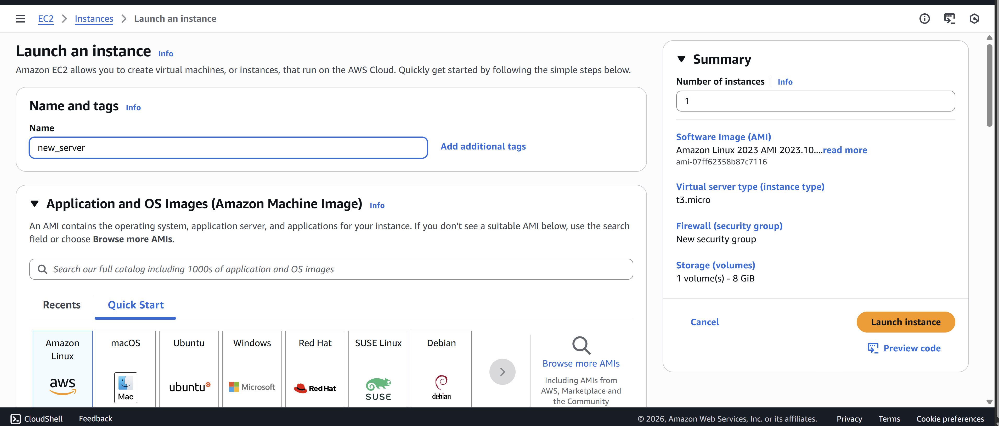 EC2 > Instances > Launch an instance
Launch an instance Info
Amazon EC2 allows you to create virtual machines, or instances, that run on the AWS Cloud. Quickly get started by following the simple steps below.
Name and tags Info
Name
new_server
Add additional tags
Application and OS Images (Amazon Machine Image) Info
An AMI contains the operating system, application server, and applications for your instance. If you don't see a suitable AMI below, use the search
field or choose Browse more AMIs.
Search our full catalog including 1000s of application and OS images
Recents
Quick Start
Amazon
Linux
aws
macOS
Mac
Ubuntu
ubuntu
Windows
Microsoft
Red Hat
Red Hat
SUSE Linux
SUSE
Debian
debian
Browse more AMIs
Including AMIs from
AWS, Marketplace and
the Community
Summary
Number of instances Info
1
Software Image (AMI)
Amazon Linux 2023 AMI 2023.10....read more
ami-07ff62358b87c7116
Virtual server type (instance type)
t3.micro
Firewall (security group)
New security group
Storage (volumes)
1 volume(s) - 8 GiB
Cancel
Launch instance
Preview code
CloudShell
Feedback
© 2026, Amazon Web Services, Inc. or its affiliates.
Privacy
Terms
Cookie preferences